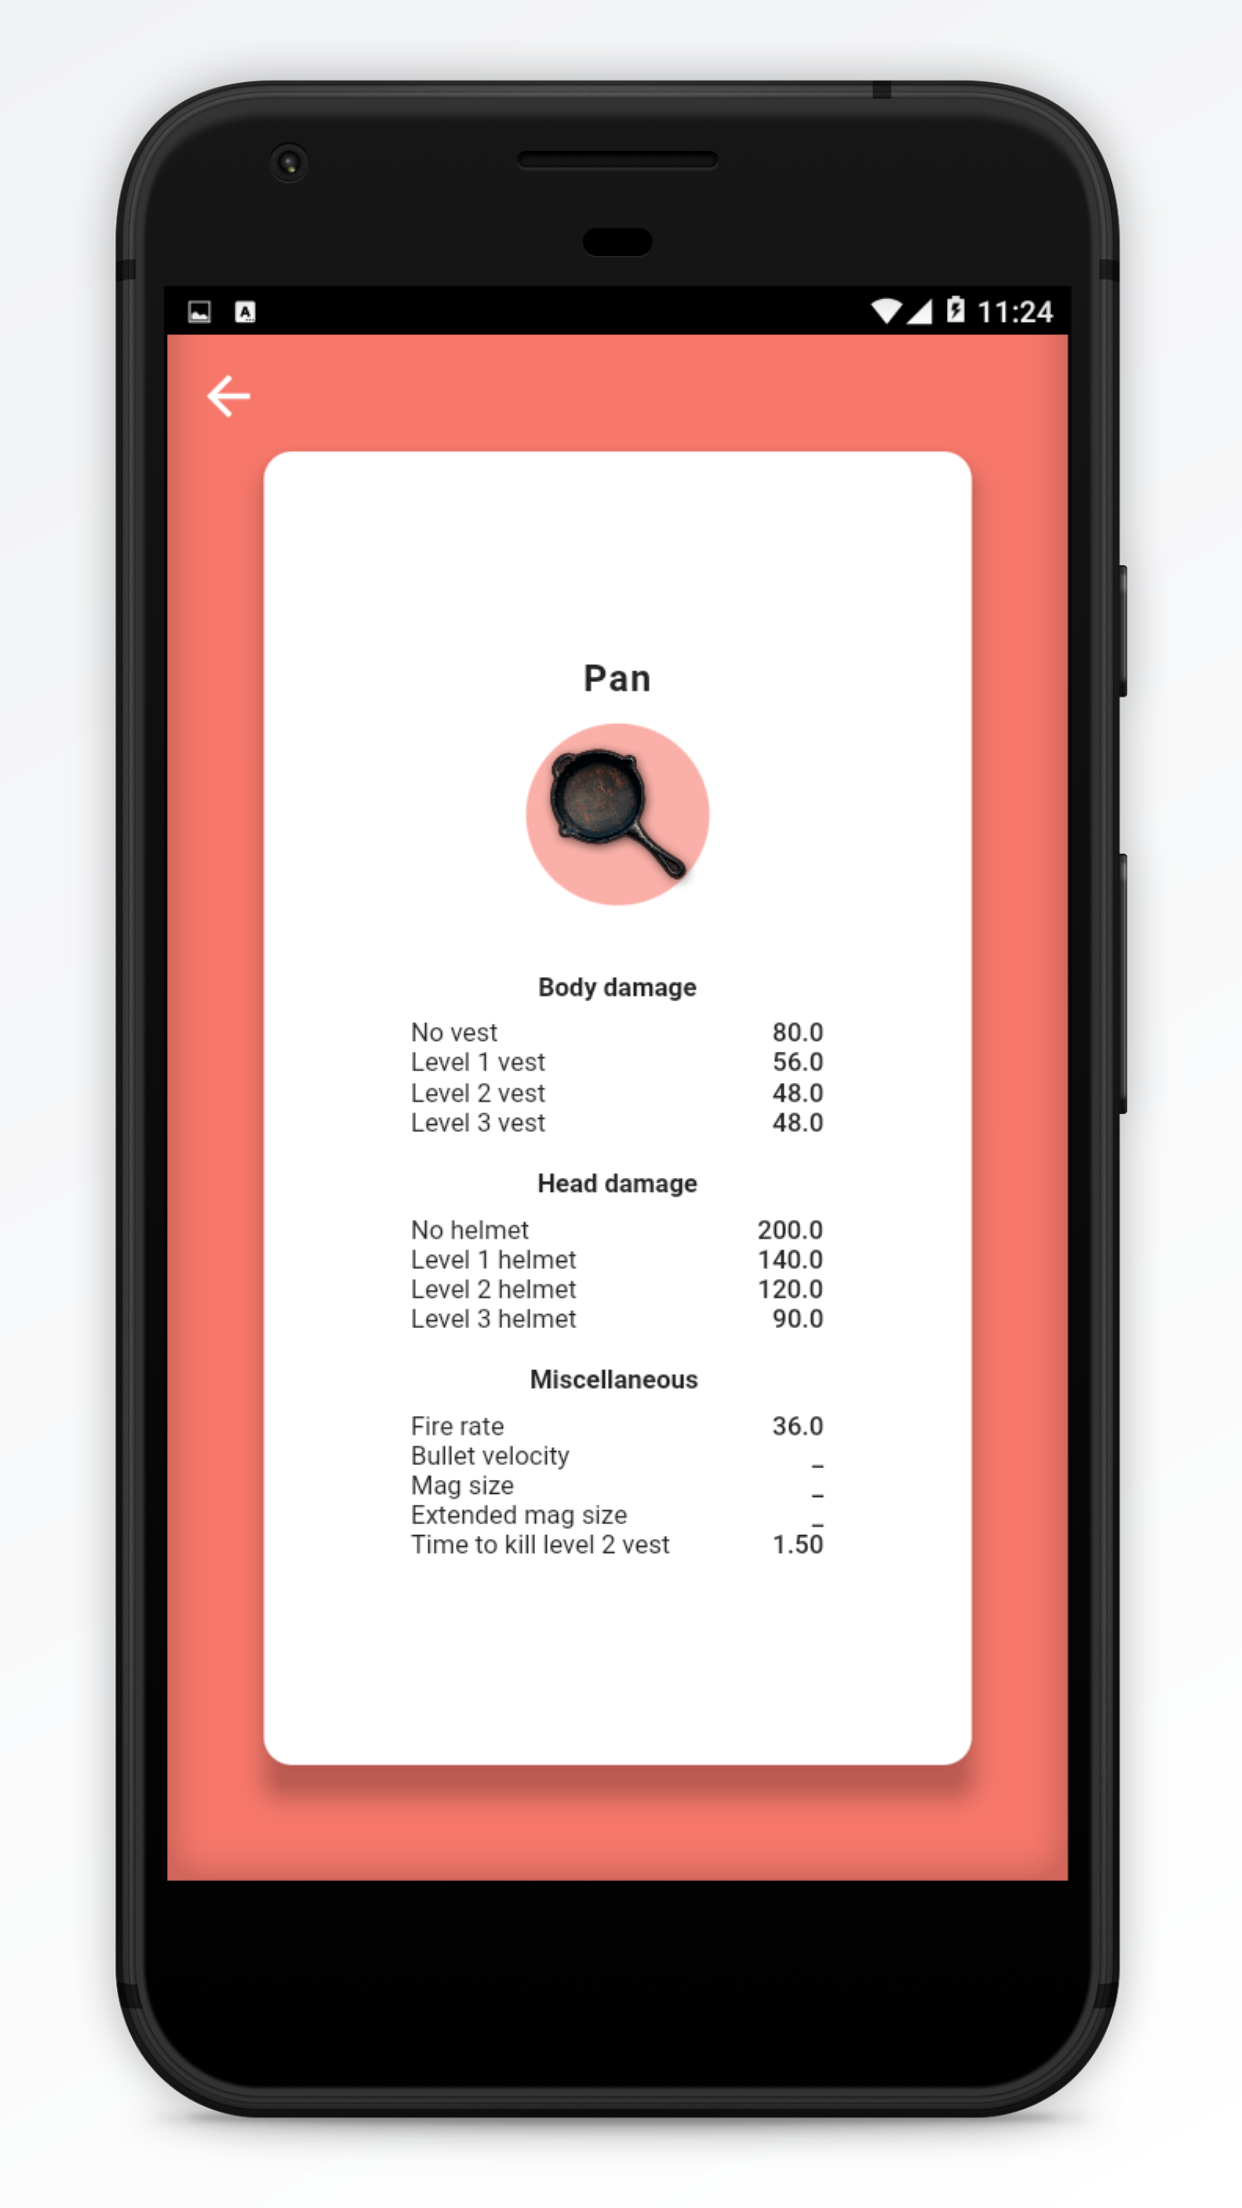 11:24
Pan
Body damage
No vest 80.0
Level 1 vest 56.0
Level 2 vest 48.0
Level 3 vest 48.0
Head damage
No helmet 200.0
Level 1 helmet 140.0
Level 2 helmet 120.0
Level 3 helmet 90.0
Miscellaneous
Fire rate 36.0
Bullet velocity _
Mag size _
Extended mag size _
Time to kill level 2 vest 1.50